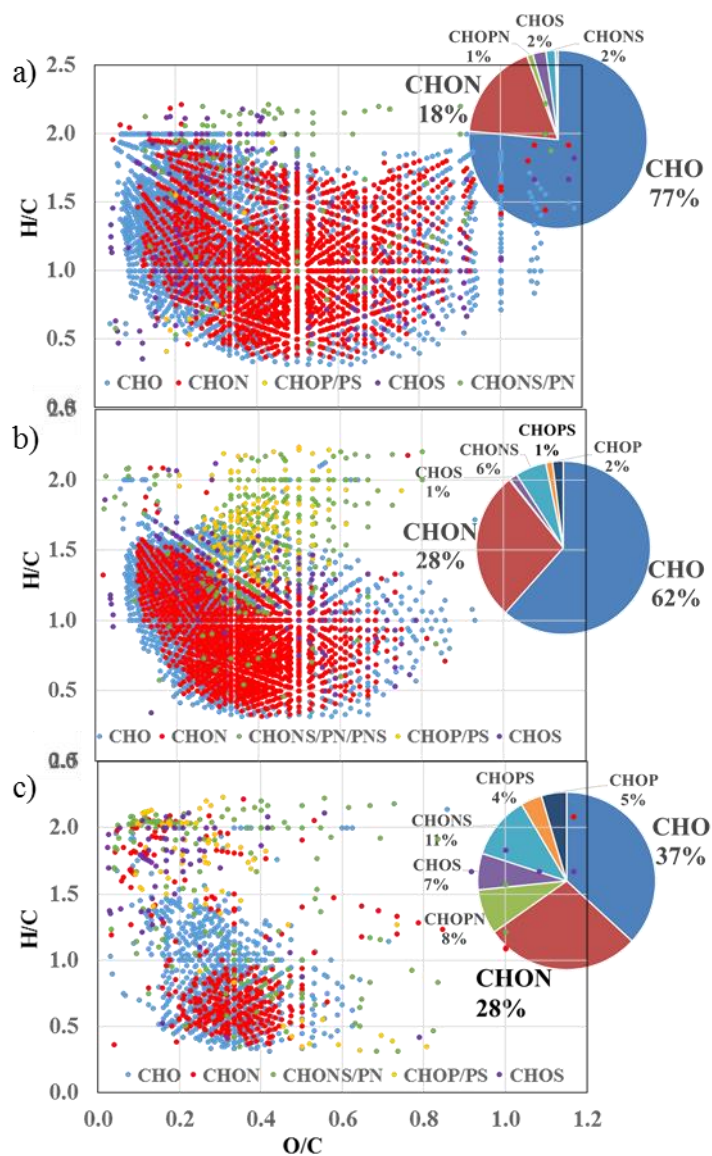 a)
CHOS
2%
CHOPN
1%
CHONS
2%
CHON
18%
CHO
77%
2.5
2.0
1.5
1.0
0.5
H/C
CHO CHON CHOP/PS CHOS CHONS/PN
b)
CHOPS
1%
CHONS
6%
CHOP
2%
CHOS
1%
CHON
28%
CHO
62%
2.0
1.5
1.0
0.5
H/C
CHO CHON CHONS/PN/PNS CHOP/PS CHOS
c)
CHOPS
4%
CHOP
5%
CHONS
11%
CHO
37%
CHOS
7%
CHOPN
8%
CHON
28%
2.0
1.5
1.0
0.5
0.0
H/C
CHO CHON CHONS/PN CHOP/PS CHOS
0.0 0.2 0.4 0.6 0.8 1.0 1.2
O/C